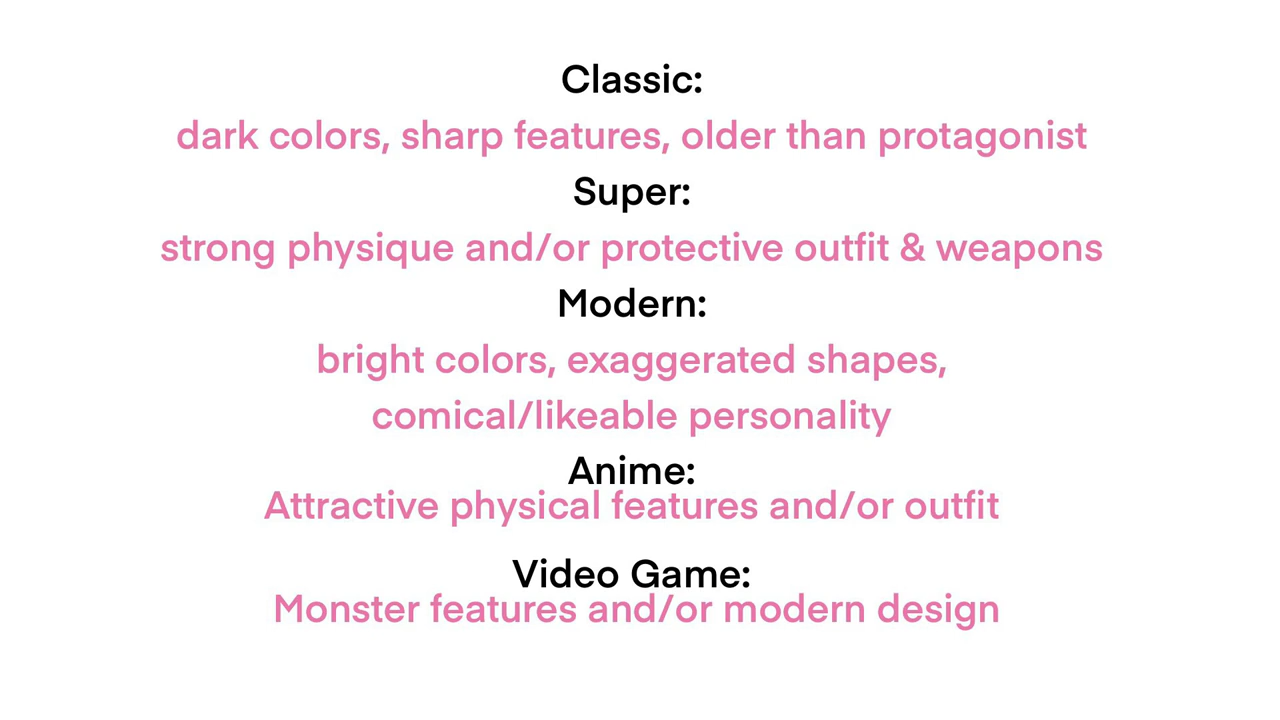 Classic:
dark colors, sharp features, older than protagonist
Super:
strong physique and/or protective outfit & weapons
Modern:
bright colors, exaggerated shapes,
comical/likeable personality
Anime:
Attractive physical features and/or outfit
Video Game:
Monster features and/or modern design